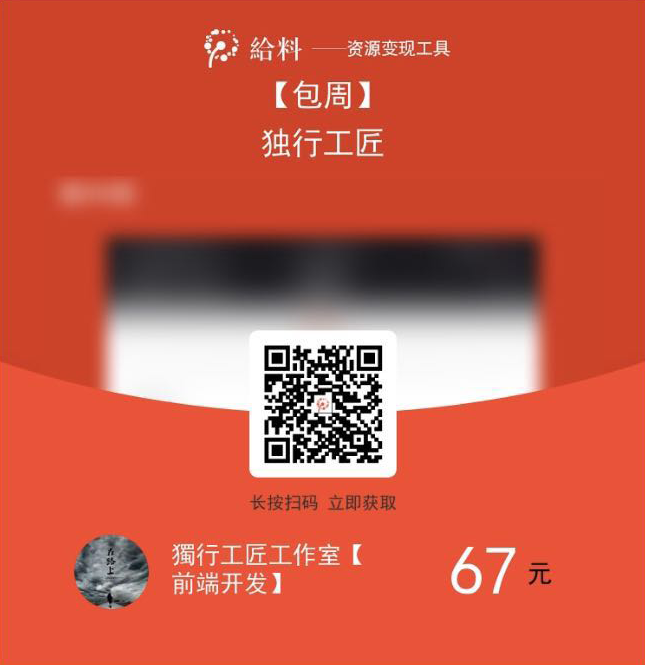 給料 ——资源变现工具
【包周】
独行工匠
长按扫码 立即获取
在路上
獨行工匠工作室【
前端开发】
67 元